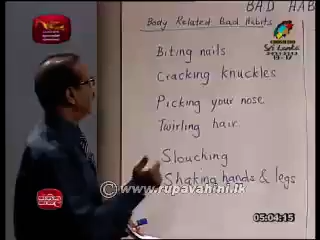 BAD HAB
Body Related Bad Habits
Biting nails
Cracking knuckles
Picking your nose
Twirling hair
Slouching
Shaking hands & legs
© www.rupavahini.lk
05:04:15